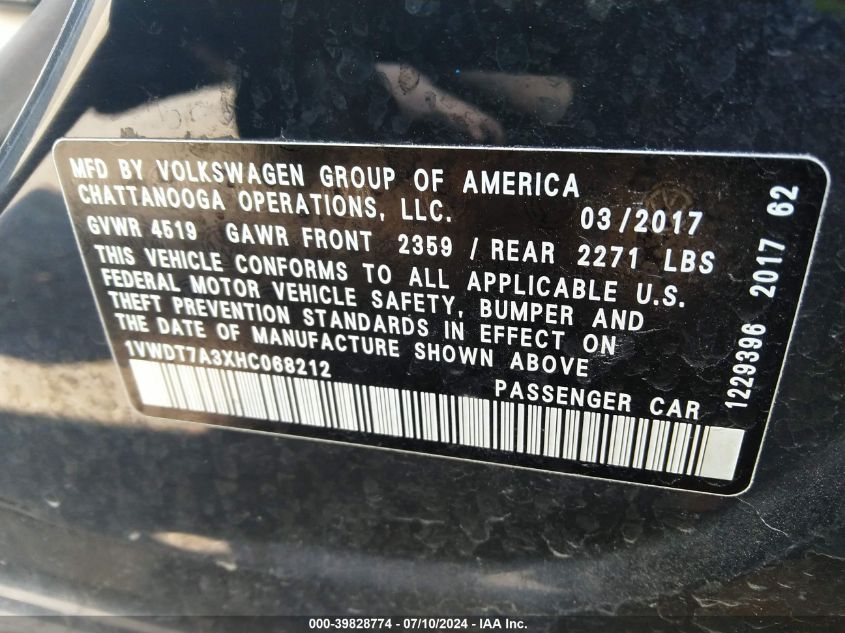 MFD BY VOLKSWAGEN GROUP OF AMERICA
CHATTANOOGA OPERATIONS, LLC. 03/2017
GVWR 4519 GAWR FRONT 2359 / REAR 2271 LBS
THIS VEHICLE CONFORMS TO ALL APPLICABLE U.S.
FEDERAL MOTOR VEHICLE SAFETY, BUMPER AND
THEFT PREVENTION STANDARDS IN EFFECT ON
THE DATE OF MANUFACTURE SHOWN ABOVE
1VWDT7A3XHC068212
PASSENGER CAR
1229396 2017 62
000-39828774 / 07/10/2024 - IAA Inc.